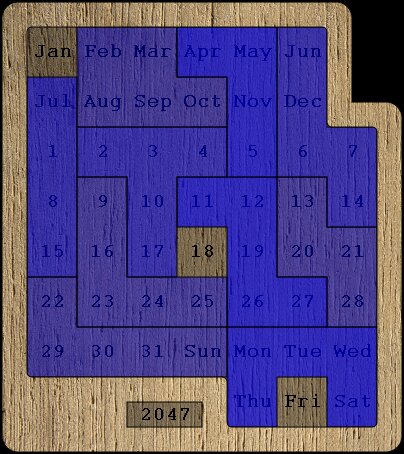 Jan Feb Mar Apr May Jun
Jul Aug Sep Oct Nov Dec
1 2 3 4 5 6 7
8 9 10 11 12 13 14
15 16 17 18 19 20 21
22 23 24 25 26 27 28
29 30 31 Sun Mon Tue Wed
Thu Fri Sat
2047